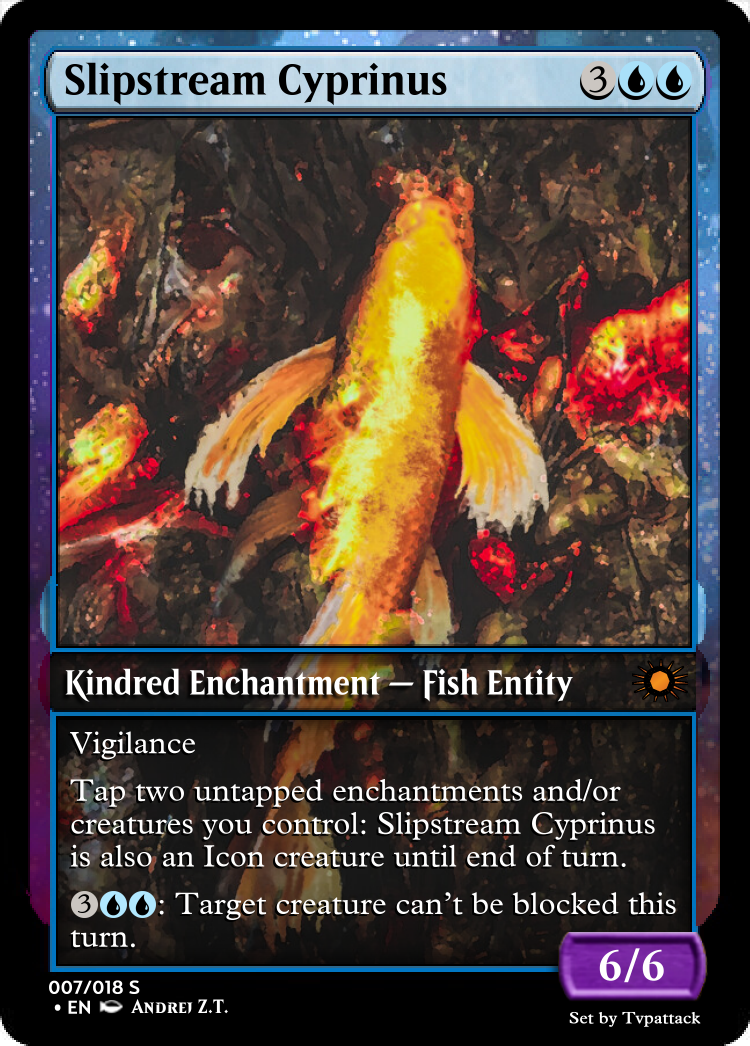 Slipstream Cyprinus 3
Kindred Enchantment — Fish Entity
Vigilance
Tap two untapped enchantments and/or
creatures you control: Slipstream Cyprinus
is also an Icon creature until end of turn.
3: Target creature can't be blocked this
turn.
6/6
007/018 S
• EN Andrej Z.T.
Set by Tvpattack